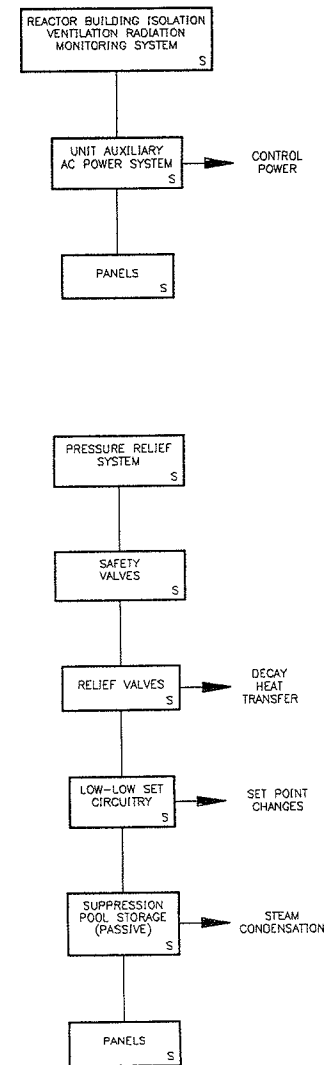 REACTOR BUILDING ISOLATION
VENTILATION RADIATION
MONITORING SYSTEM
S
UNIT AUXILIARY
AC POWER SYSTEM
S
CONTROL
POWER
PANELS
S
PRESSURE RELIEF
SYSTEM
S
SAFETY
VALVES
S
RELIEF VALVES
S
DECAY
HEAT
TRANSFER
LOW-LOW SET
CIRCUITRY
S
SET POINT
CHANGES
SUPPRESSION
POOL STORAGE
(PASSIVE)
S
STEAM
CONDENSATION
PANELS
S